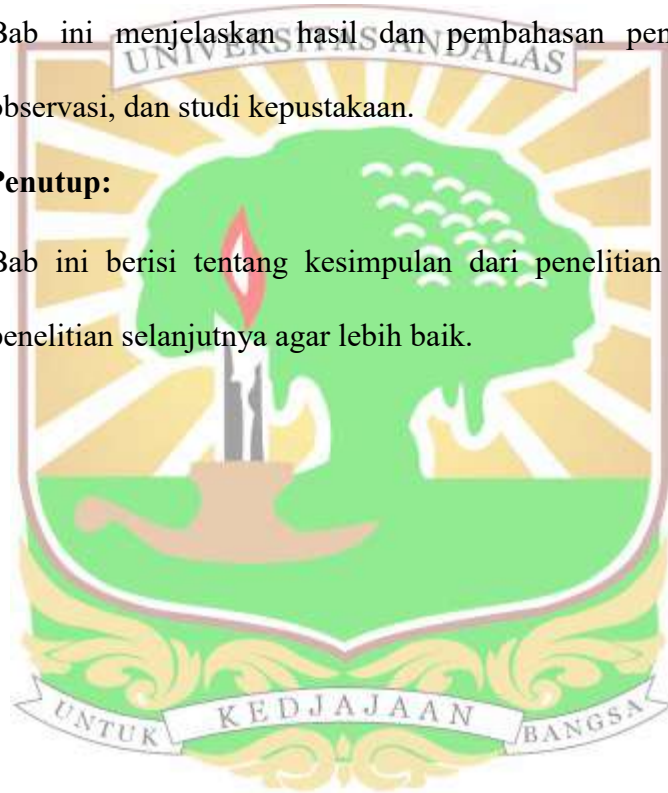 Bab ini menjelaskan hasil dan pembahasan pen
UNIVERSITAS ANDALAS
observasi, dan studi kepustakaan.
Penutup:
Bab ini berisi tentang kesimpulan dari penelitian
penelitian selanjutnya agar lebih baik.
UNTUK KEDJAJAAN BANGSA